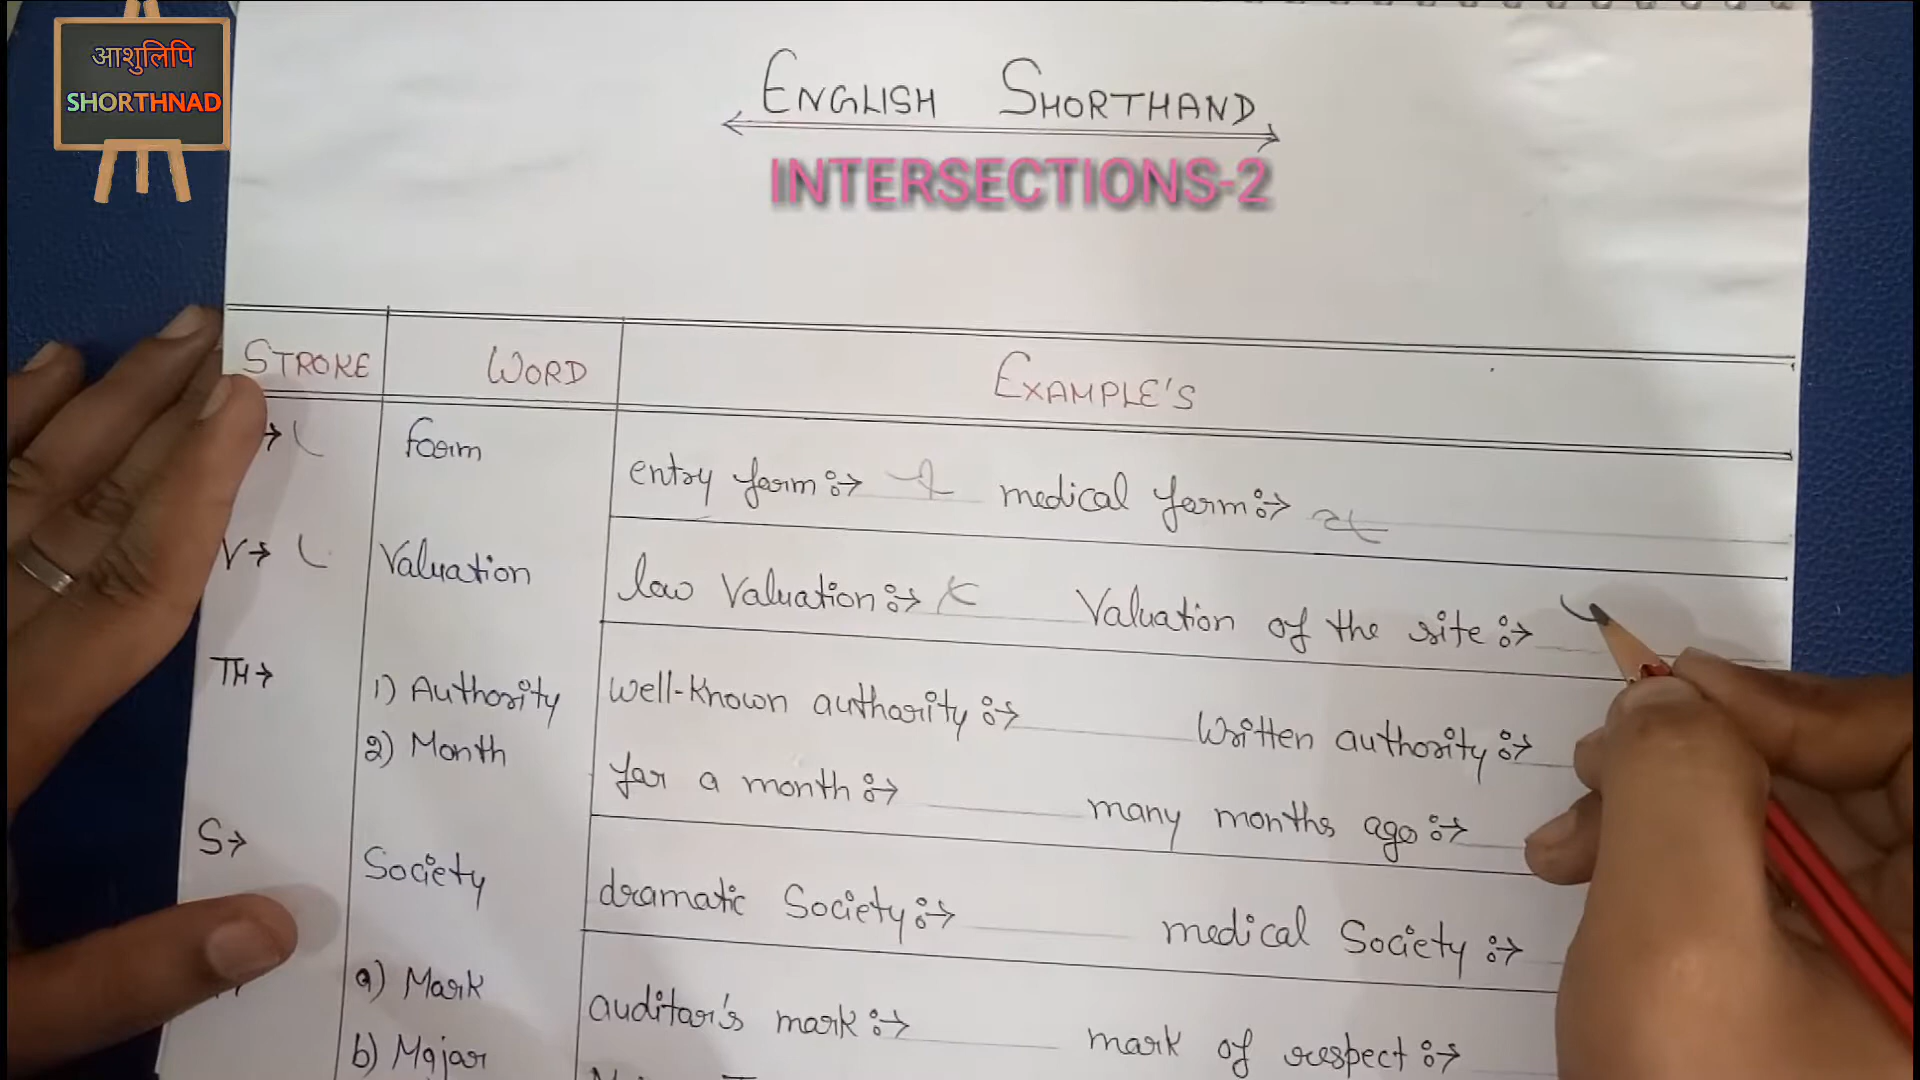 आशुलिपि
SHORTHNAD
ENGLISH SHORTHAND
INTERSECTIONS-2
STROKE WORD EXAMPLE'S
Form entry form medical form
V Valuation low Valuation Valuation of the site
TH 1) Authority well-known authority Written authority
2) Month for a month many months ago
S Society dramatic Society medical Society
a) Mark auditor's mark mark of respect
b) Major